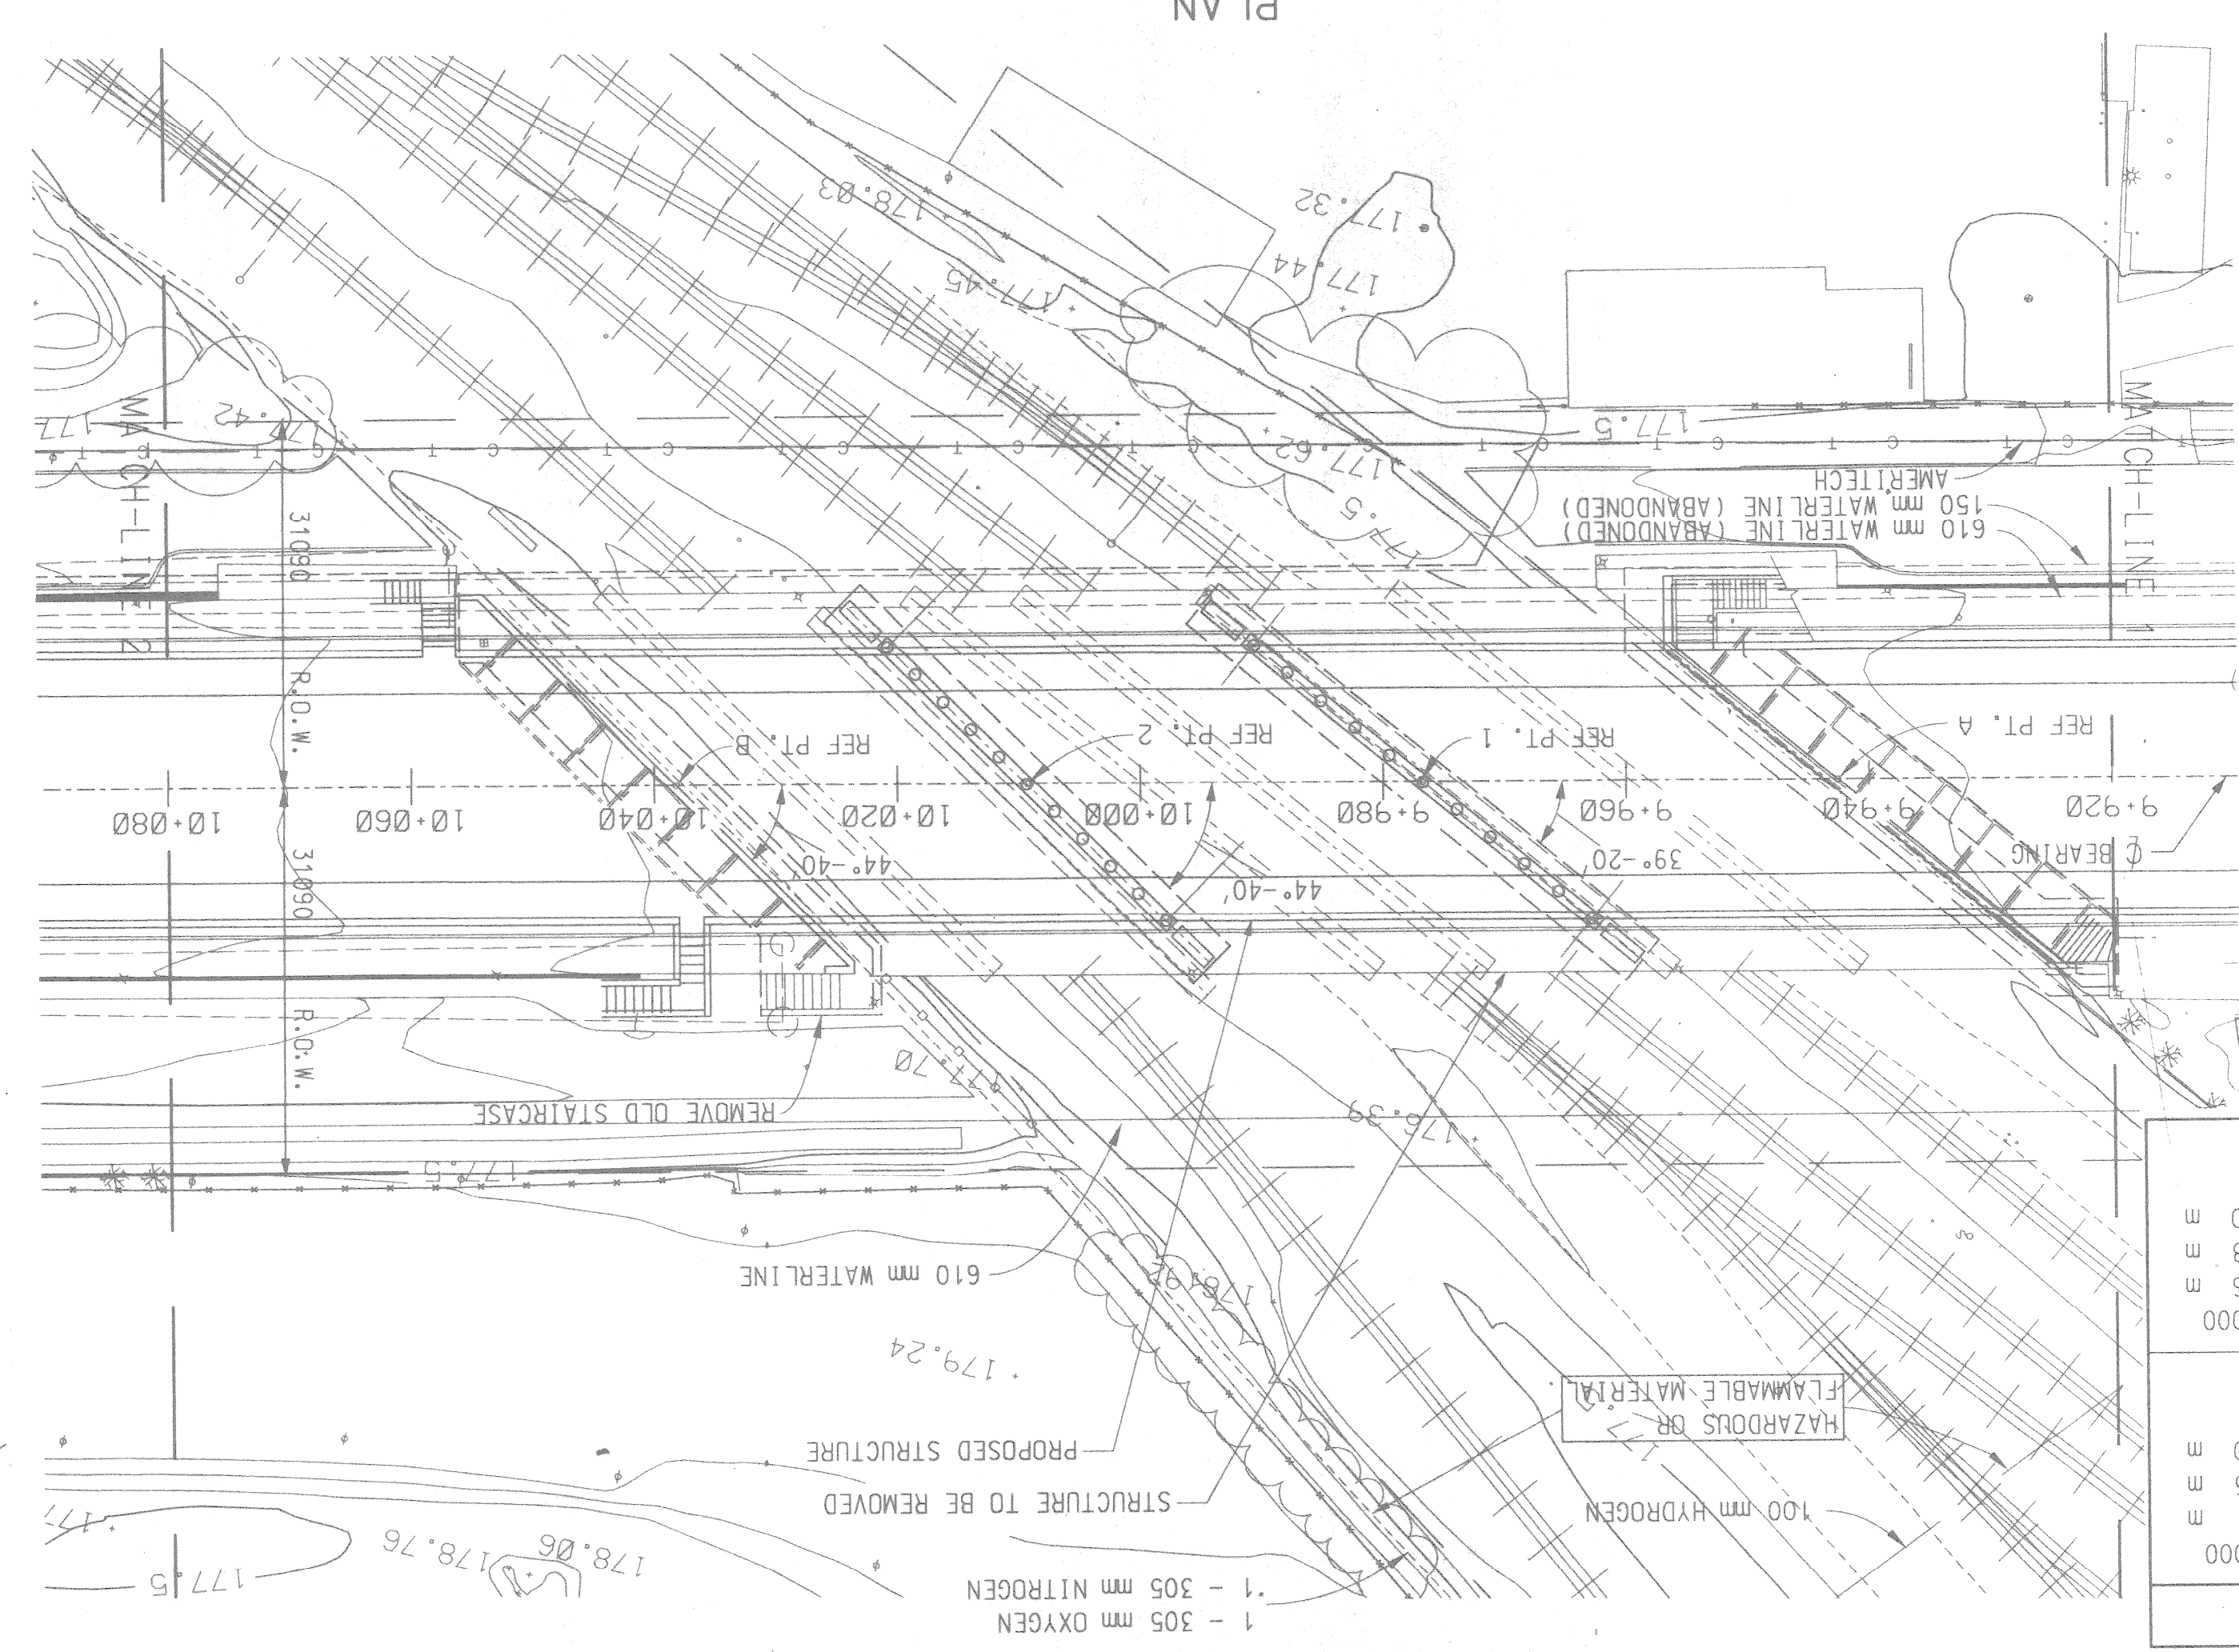 1 - 305 mm OXYGEN
1 - 305 mm NITROGEN
177.5
178.06
178.76
100 mm HYDROGEN
STRUCTURE TO BE REMOVED
HAZARDOUS OR
FLAMMABLE MATERIAL
PROPOSED STRUCTURE
179.24
610 mm WATERLINE
178.92
177.5
176.39
REMOVE OLD STAIRCASE
177.70
R.O.W.
31090
44°-40'
44°-40'
39°-20'
℄ BEARING
9+920
9+940
9+960
9+980
10+000
10+020
10+040
10+060
10+080
REF PT. A
REF PT. 1
REF PT. 2
REF PT. B
R.O.W.
31090
610 mm WATERLINE (ABANDONED)
150 mm WATERLINE (ABANDONED)
AMERITECH
MATCH-LINE 1
MATCH-LINE 2
177.5
177.62
177.5
177.42
177.44
177.45
177.32
178.03
PLAN